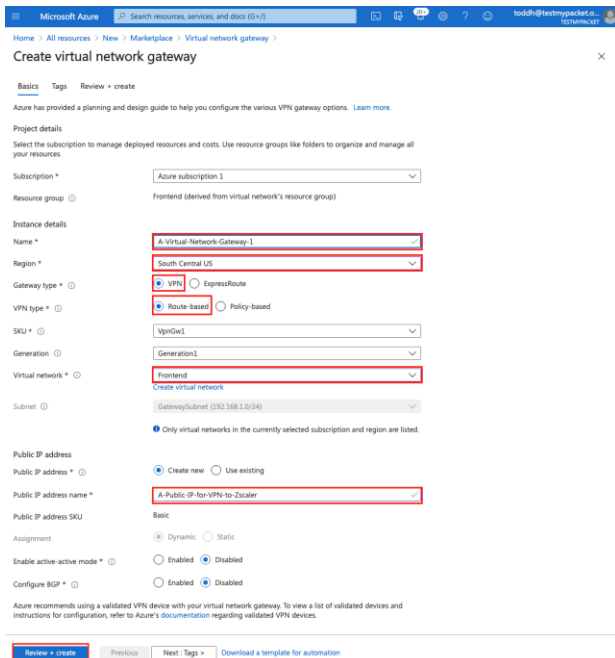 Microsoft Azure
Search resources, services, and docs (G+/)
20+
toddh@testmypacket.o...
TESTMYPACKET
Home > All resources > New > Marketplace > Virtual network gateway >
Create virtual network gateway
Basics Tags Review + create
Azure has provided a planning and design guide to help you configure the various VPN gateway options. Learn more.
Project details
Select the subscription to manage deployed resources and costs. Use resource groups like folders to organize and manage all
your resources.
Subscription *
Azure subscription 1
Resource group
Frontend (derived from virtual network's resource group)
Instance details
Name *
A-Virtual-Network-Gateway-1
Region *
South Central US
Gateway type *
VPN ExpressRoute
VPN type *
Route-based Policy-based
SKU *
VpnGw1
Generation
Generation1
Virtual network *
Frontend
Create virtual network
Subnet
GatewaySubnet (192.168.1.0/24)
Only virtual networks in the currently selected subscription and region are listed.
Public IP address
Public IP address *
Create new Use existing
Public IP address name *
A-Public-IP-for-VPN-to-Zscaler
Public IP address SKU
Basic
Assignment
Dynamic Static
Enable active-active mode *
Enabled Disabled
Configure BGP *
Enabled Disabled
Azure recommends using a validated VPN device with your virtual network gateway. To view a list of validated devices and
instructions for configuration, refer to Azure's documentation regarding validated VPN devices.
Review + create
Previous
Next : Tags >
Download a template for automation